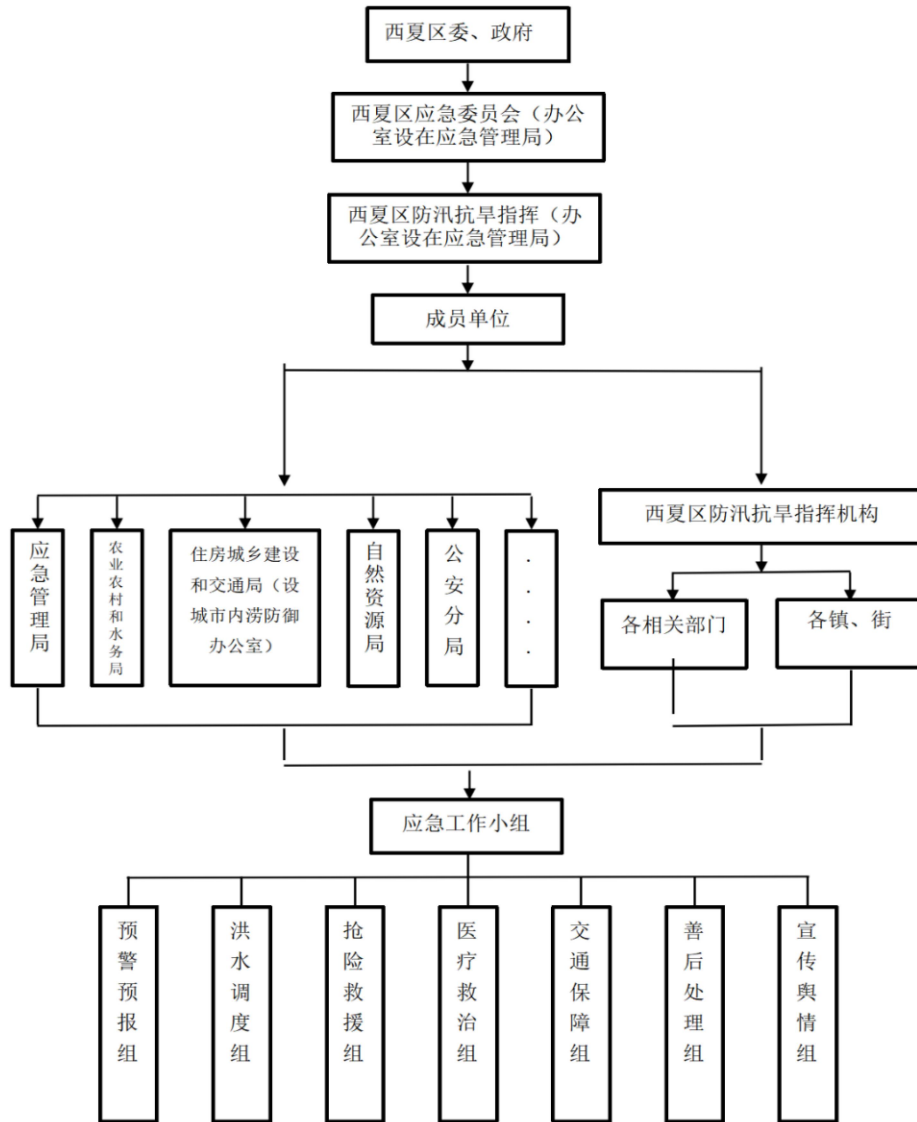 西夏区委、政府
西夏区应急委员会（办公
室设在应急管理局）
西夏区防汛抗旱指挥（办
公室设在应急管理局）
成员单位
应急管理局
农业农村和水务局
住房城乡建设
和交通局（设
城市内涝防御
办公室）
自然资源局
公安分局
....
西夏区防汛抗旱指挥机构
各相关部门
各镇、街
应急工作小组
预警预报组
洪水调度组
抢险救援组
医疗救治组
交通保障组
善后处理组
宣传舆情组